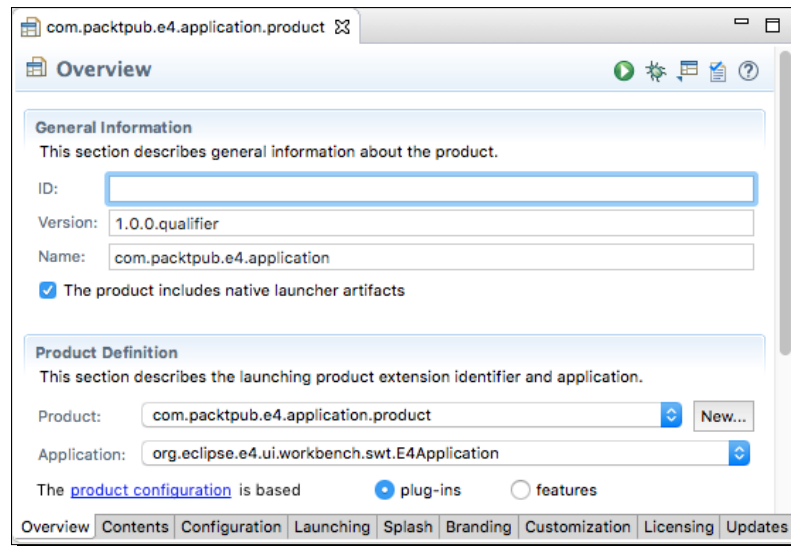 com.packtpub.e4.application.product
Overview
General Information
This section describes general information about the product.
ID:
Version: 1.0.0.qualifier
Name: com.packtpub.e4.application
The product includes native launcher artifacts
Product Definition
This section describes the launching product extension identifier and application.
Product: com.packtpub.e4.application.product New...
Application: org.eclipse.e4.ui.workbench.swt.E4Application
The product configuration is based plug-ins features
Overview Contents Configuration Launching Splash Branding Customization Licensing Updates